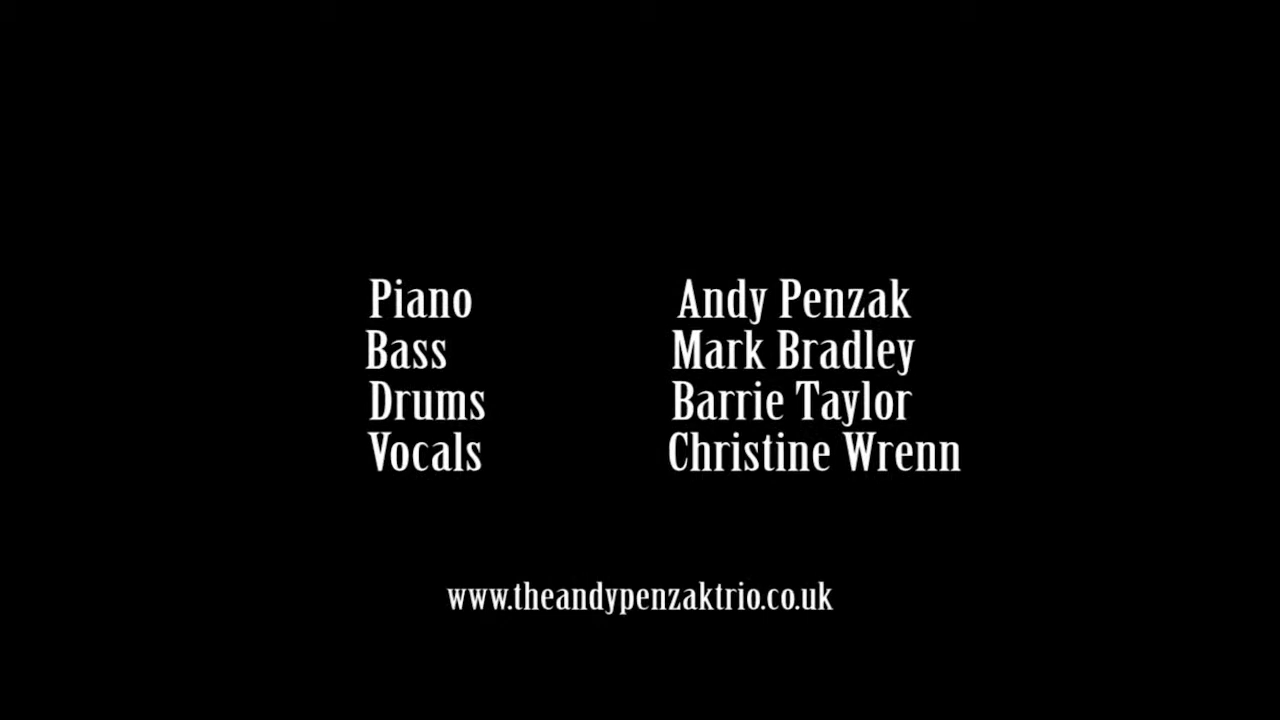 Piano Andy Penzak
Bass Mark Bradley
Drums Barrie Taylor
Vocals Christine Wrenn
www.theandypenzaktrio.co.uk